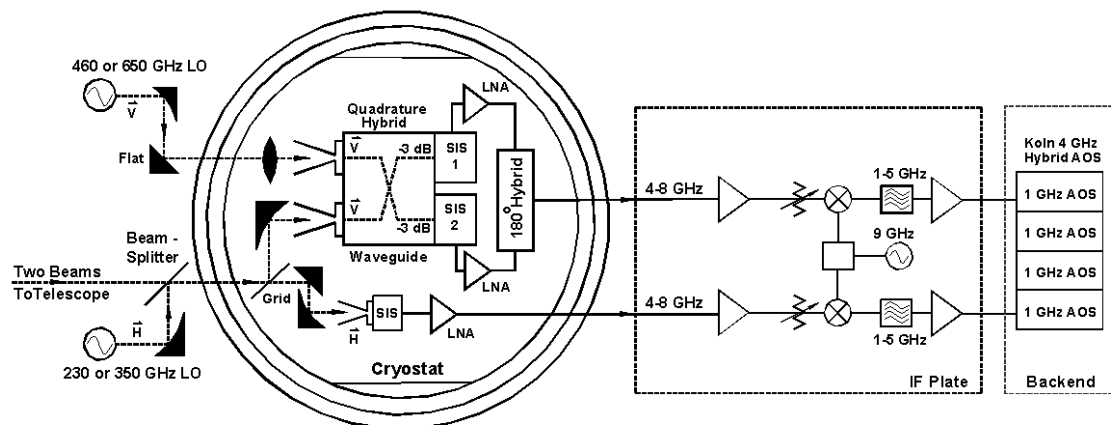 460 or 650 GHz LO
V
Flat
Beam -
Splitter
Two Beams
ToTelescope
H
230 or 350 GHz LO
Quadrature
Hybrid
LNA
V
-3 dB
SIS
1
V
-3 dB
SIS
2
Waveguide
LNA
180° Hybrid
Grid
H
SIS
LNA
Cryostat
4-8 GHz
1-5 GHz
9 GHz
4-8 GHz
1-5 GHz
IF Plate
Koln 4 GHz
Hybrid AOS
1 GHz AOS
1 GHz AOS
1 GHz AOS
1 GHz AOS
Backend